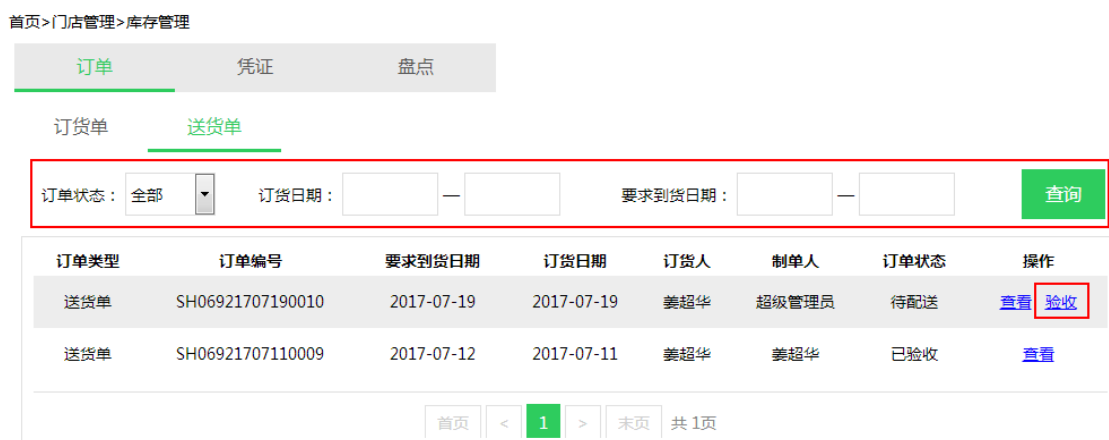 首页>门店管理>库存管理
订单 凭证 盘点
订货单 送货单
订单状态： 全部 订货日期： — 要求到货日期： — 查询
订单类型 订单编号 要求到货日期 订货日期 订货人 制单人 订单状态 操作
送货单 SH06921707190010 2017-07-19 2017-07-19 姜超华 超级管理员 待配送 查看 验收
送货单 SH06921707110009 2017-07-12 2017-07-11 姜超华 姜超华 已验收 查看
首页 < 1 > 末页 共 1页